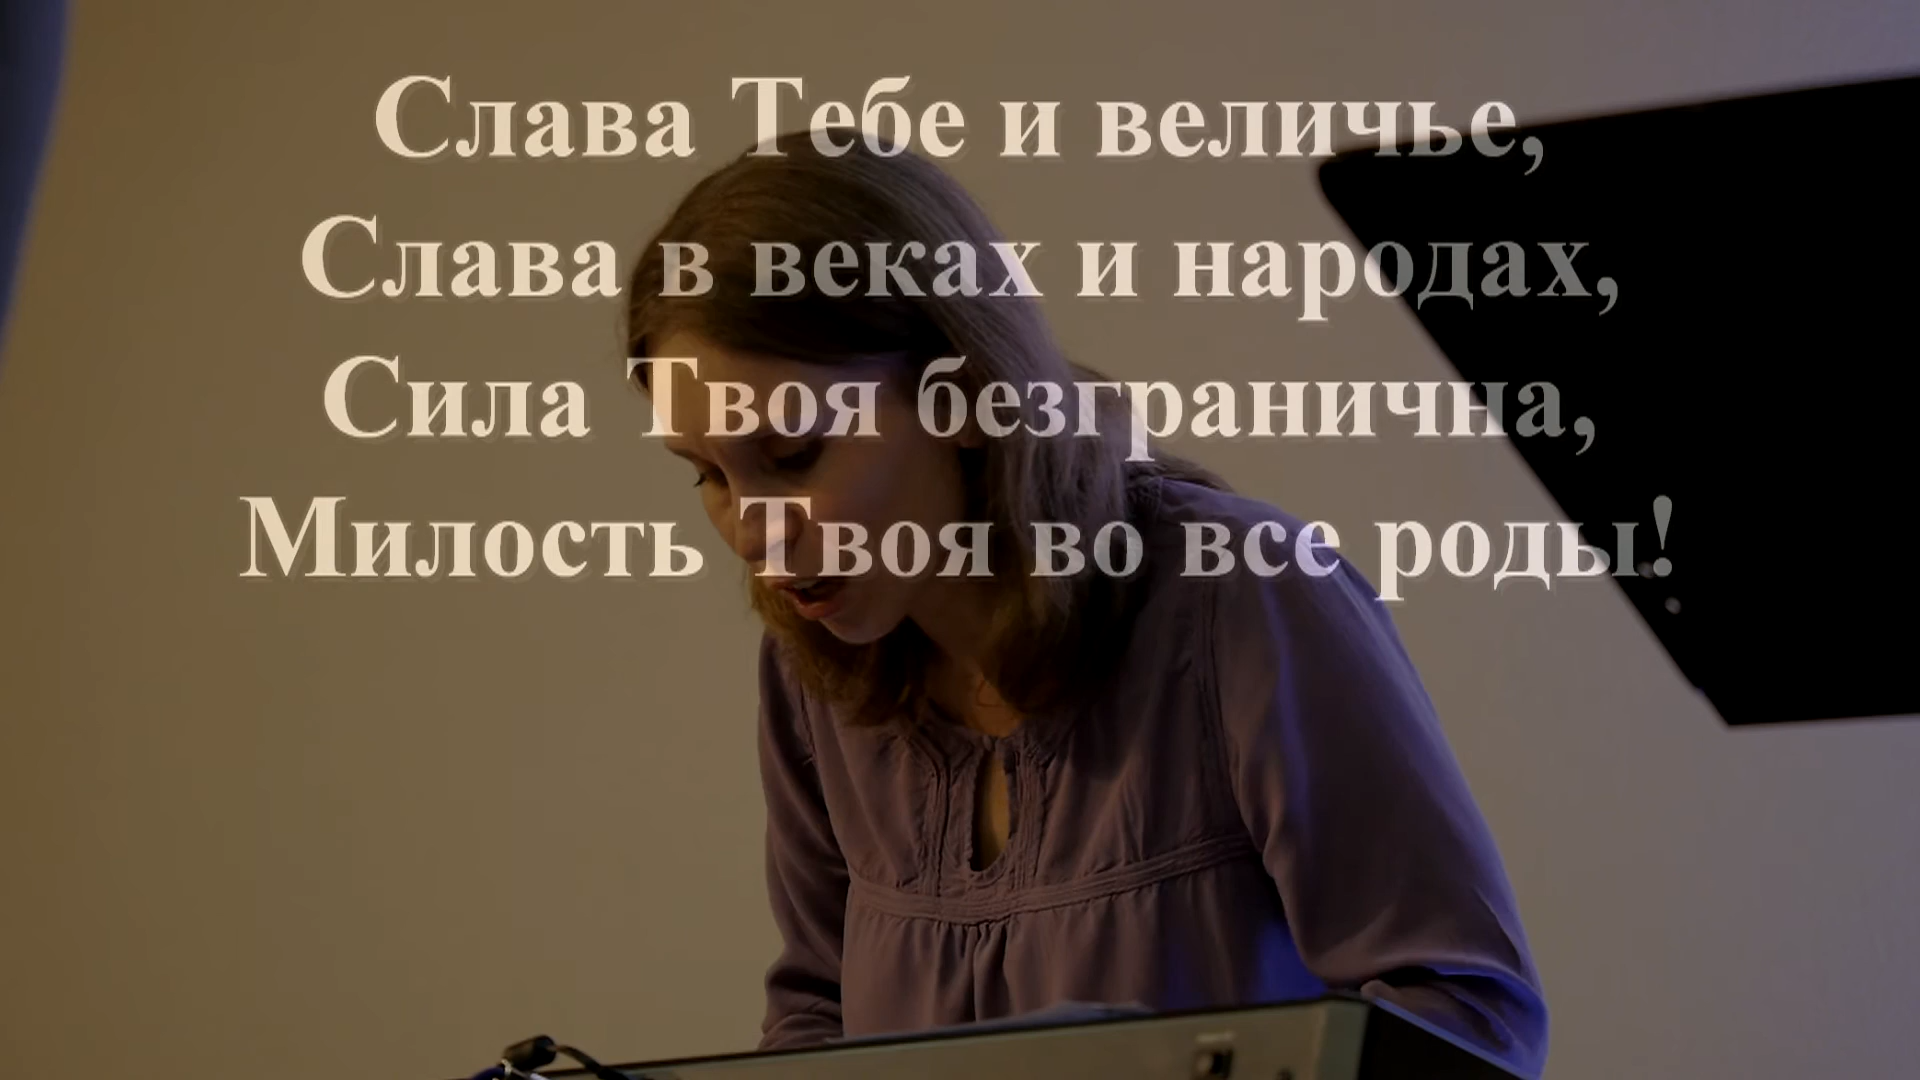 Слава Тебе и величье,
Слава в веках и народах,
Сила Твоя безгранична,
Милость Твоя во все роды!